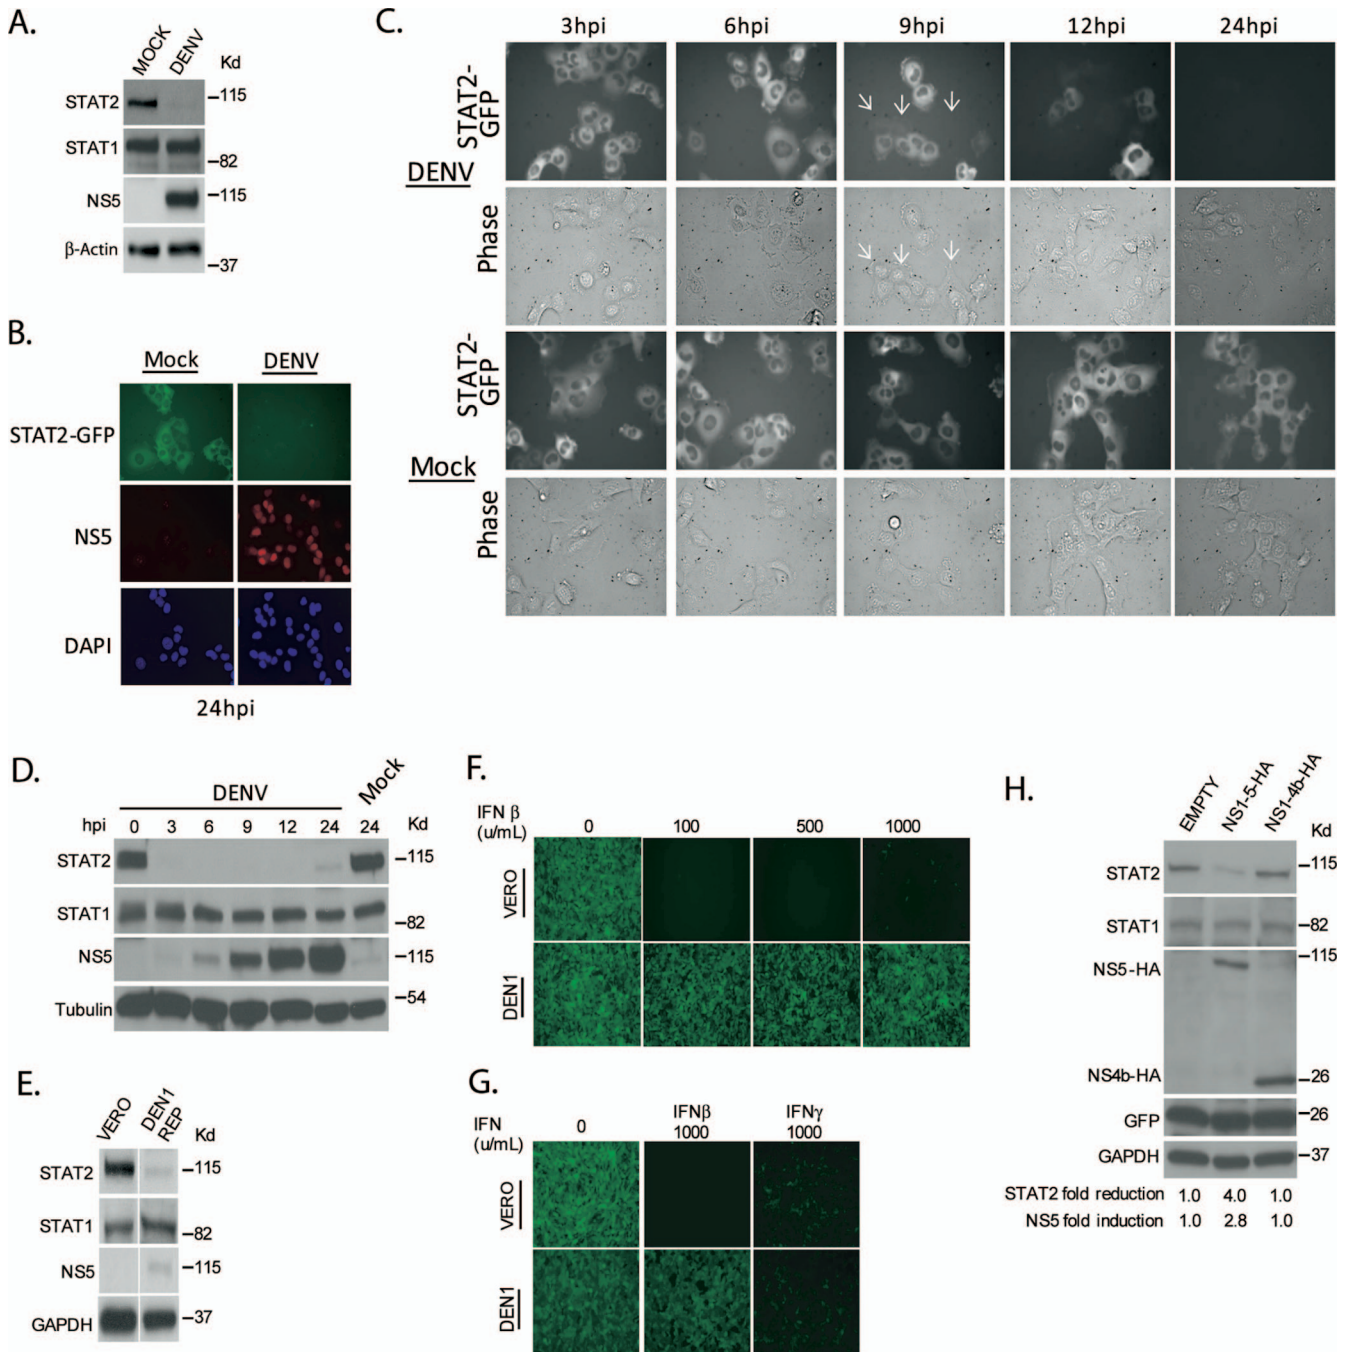 A.
MOCK DENV Kd
STAT2 –115
STAT1 –82
NS5 –115
β-Actin –37
B.
Mock DENV
STAT2-GFP
NS5
DAPI
24hpi
C.
3hpi 6hpi 9hpi 12hpi 24hpi
DENV
STAT2-
GFP
Phase
Mock
STAT2-
GFP
Phase
D.
DENV Mock
hpi 0 3 6 9 12 24 24 Kd
STAT2 –115
STAT1 –82
NS5 –115
Tubulin –54
E.
VERO DEN1
REP Kd
STAT2 –115
STAT1 –82
NS5 –115
GAPDH –37
F.
IFN β
(u/mL) 0 100 500 1000
VERO
DEN1
G.
IFN
(u/mL) 0 IFNβ
1000 IFNγ
1000
VERO
DEN1
H.
EMPTY NS1-5-HA NS1-4b-HA Kd
STAT2 –115
STAT1 –82
NS5-HA –115
NS4b-HA –26
GFP –26
GAPDH –37
STAT2 fold reduction 1.0 4.0 1.0
NS5 fold induction 1.0 2.8 1.0